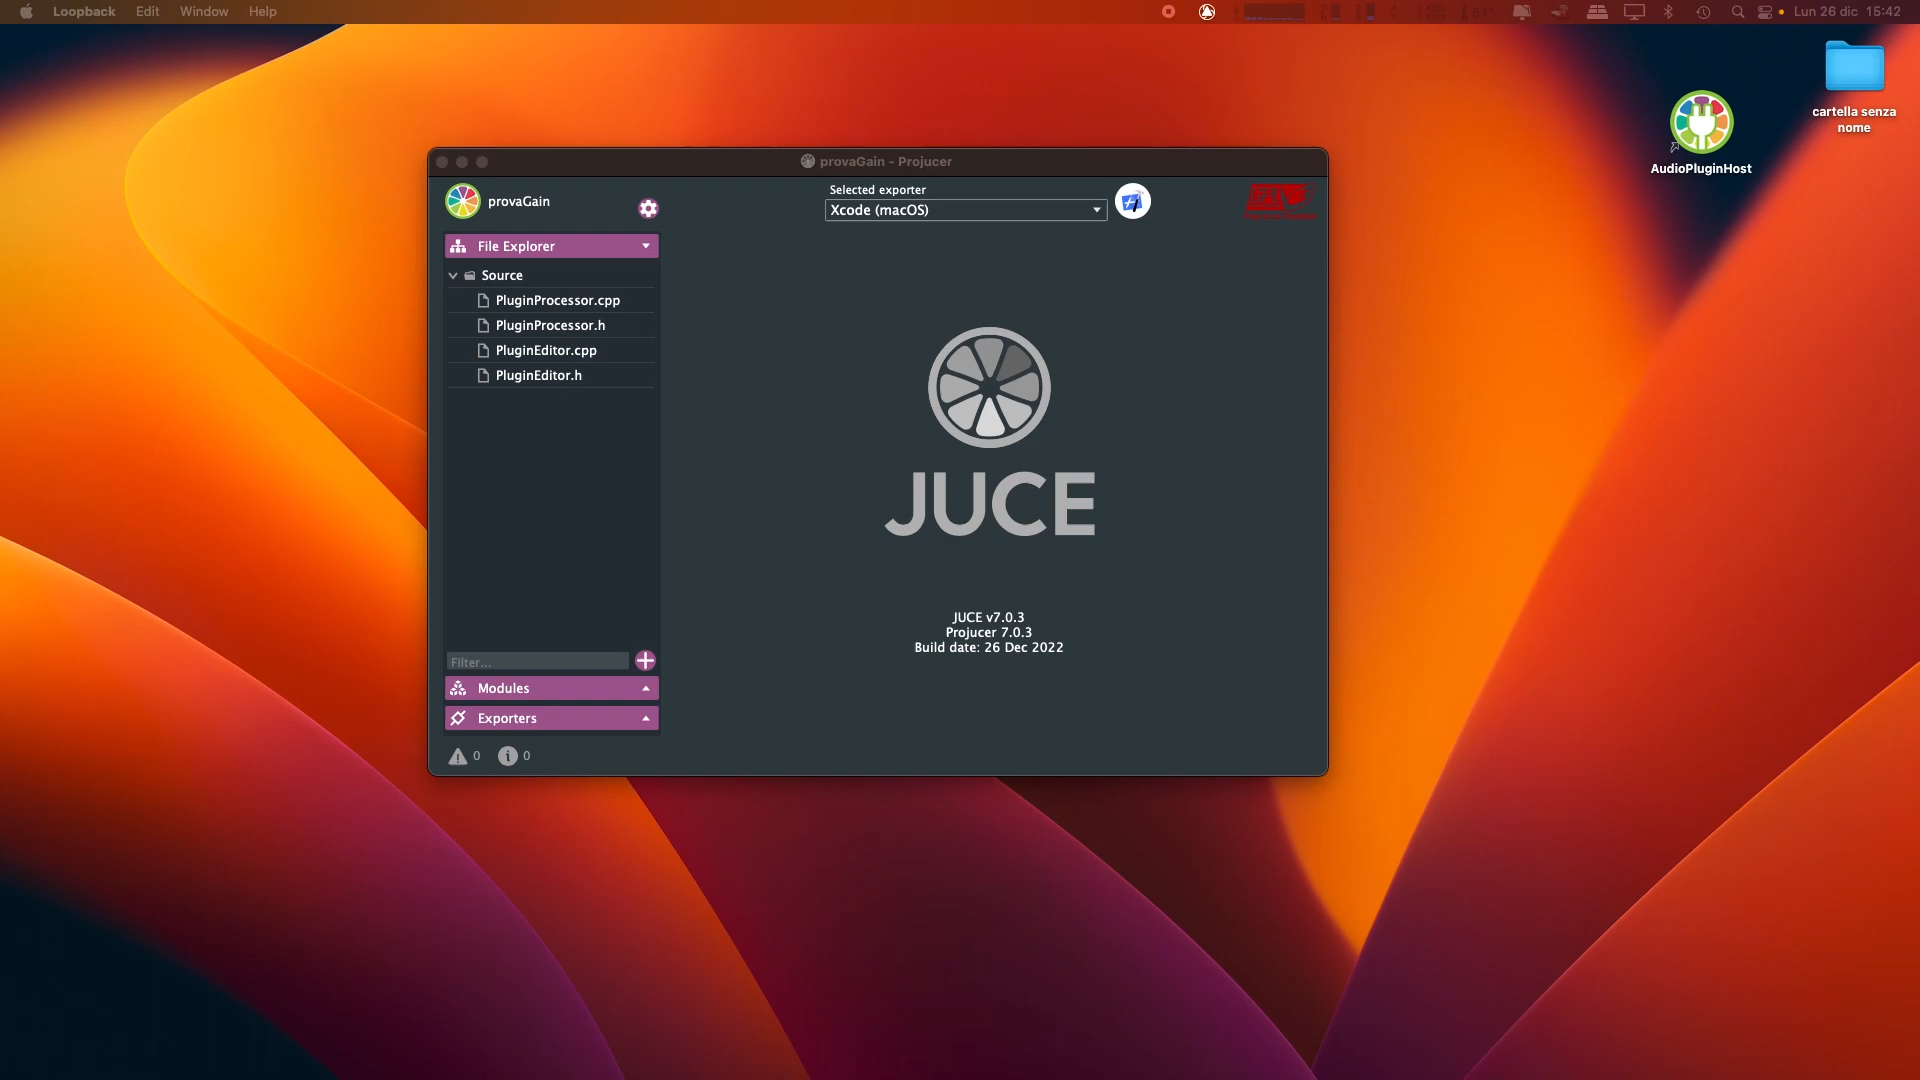 Loopback Edit Window Help
Lun 26 dic 15:42
cartella senza
nome
AudioPluginHost
provaGain - Projucer
provaGain
Selected exporter
Xcode (macOS)
File Explorer
Source
PluginProcessor.cpp
PluginProcessor.h
PluginEditor.cpp
PluginEditor.h
JUCE
JUCE v7.0.3
Projucer 7.0.3
Build date: 26 Dec 2022
Filter...
Modules
Exporters
0
0